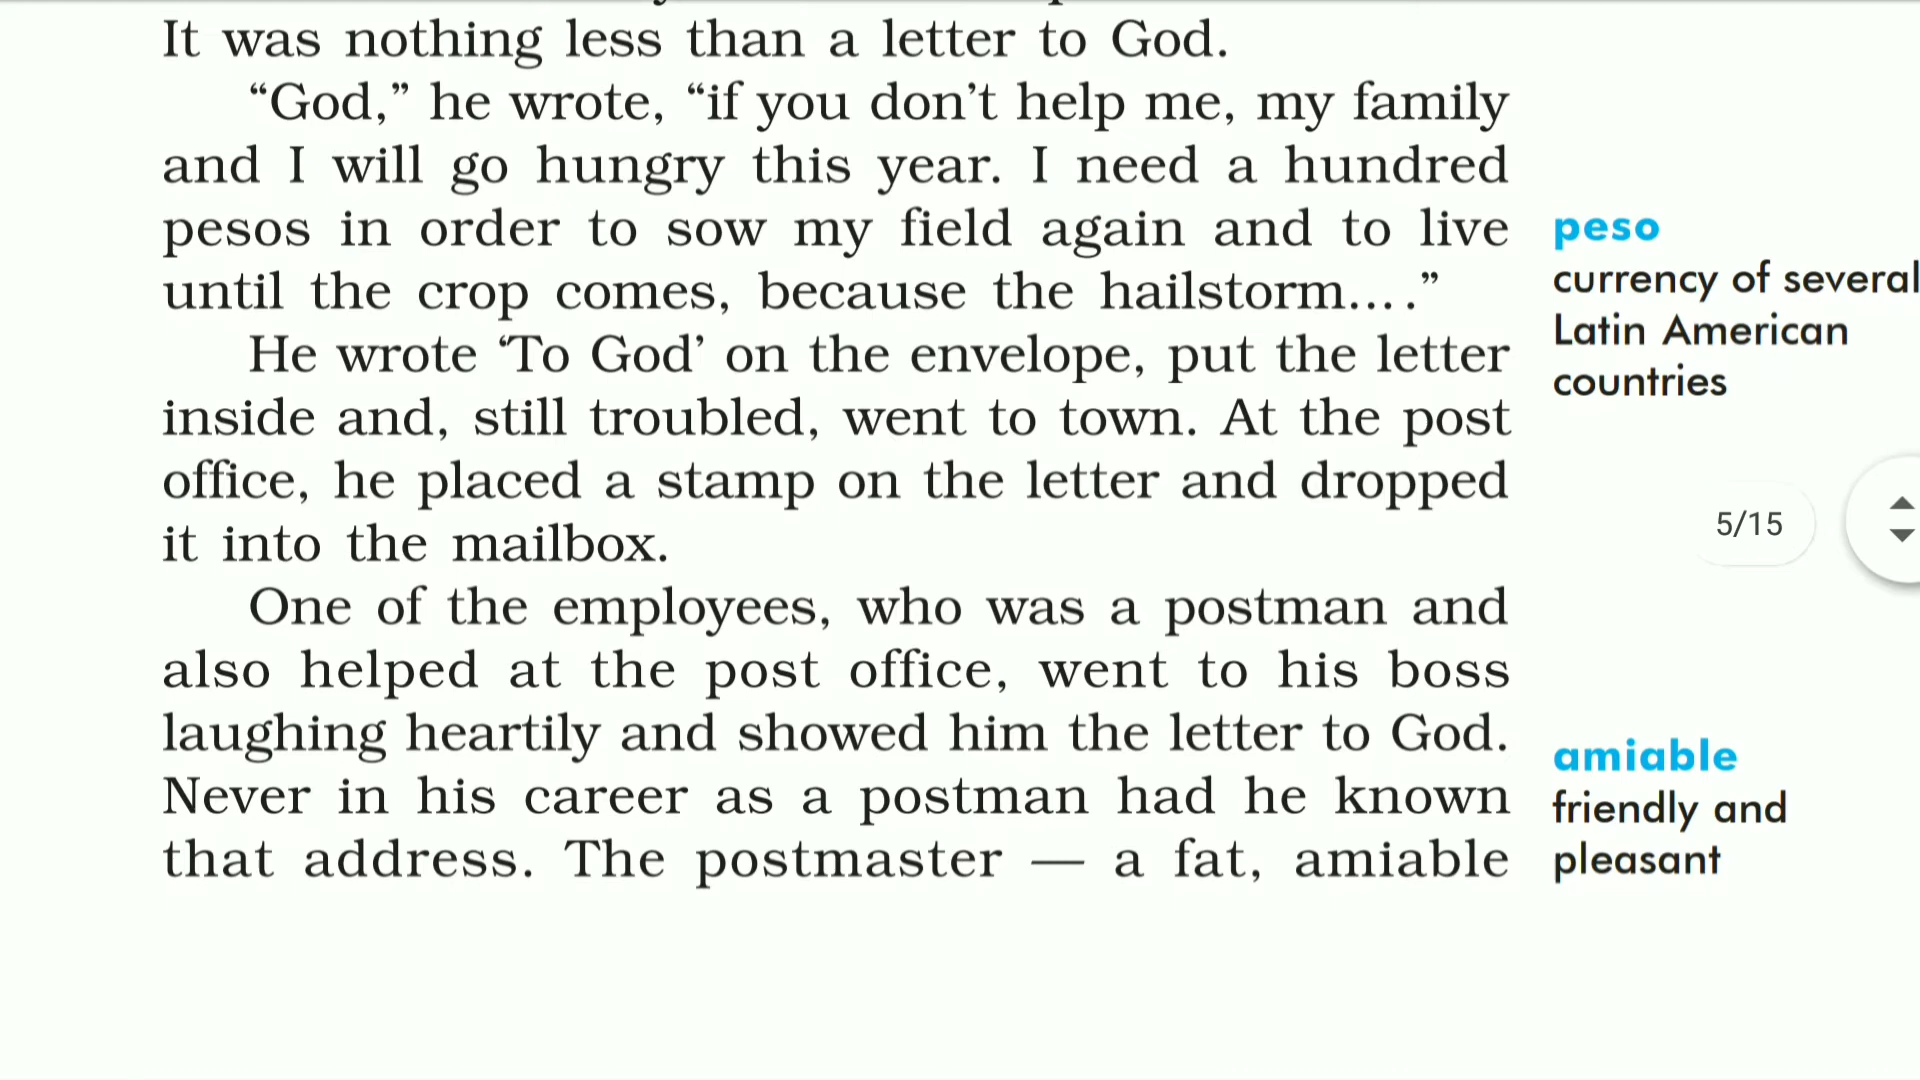 It was nothing less than a letter to God.
“God,” he wrote, “if you don’t help me, my family
and I will go hungry this year. I need a hundred
pesos in order to sow my field again and to live
until the crop comes, because the hailstorm....”
He wrote ‘To God’ on the envelope, put the letter
inside and, still troubled, went to town. At the post
office, he placed a stamp on the letter and dropped
it into the mailbox.
One of the employees, who was a postman and
also helped at the post office, went to his boss
laughing heartily and showed him the letter to God.
Never in his career as a postman had he known
that address. The postmaster — a fat, amiable
peso
currency of several
Latin American
countries
5/15
amiable
friendly and
pleasant